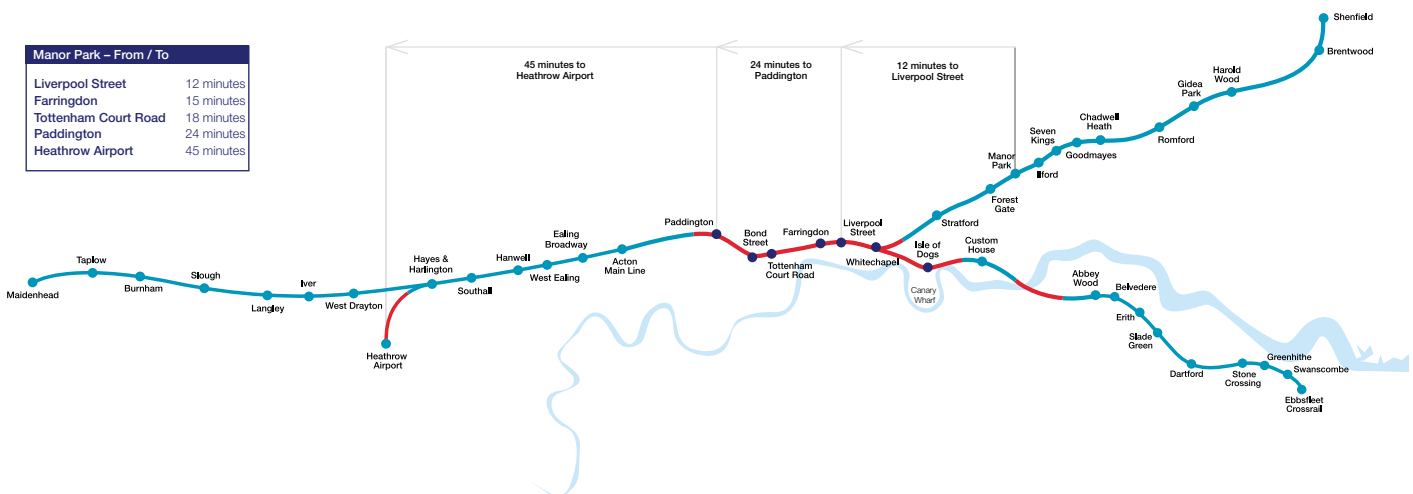 Manor Park – From / To
Liverpool Street 12 minutes
Farringdon 15 minutes
Tottenham Court Road 18 minutes
Paddington 24 minutes
Heathrow Airport 45 minutes
45 minutes to
Heathrow Airport
24 minutes to
Paddington
12 minutes to
Liverpool Street
Maidenhead
Taplow
Burnham
Slough
Langley
Iver
West Drayton
Heathrow
Airport
Hayes &
Harlington
Southall
Hanwell
West Ealing
Ealing
Broadway
Acton
Main Line
Paddington
Bond
Street
Tottenham
Court Road
Farringdon
Liverpool
Street
Whitechapel
Stratford
Forest
Gate
Manor
Park
Ilford
Seven
Kings
Goodmayes
Chadwell
Heath
Romford
Gidea
Park
Harold
Wood
Brentwood
Shenfield
Isle of
Dogs
Canary
Wharf
Custom
House
Abbey
Wood
Belvedere
Erith
Slade
Green
Dartford
Stone
Crossing
Greenhithe
Swanscombe
Ebbsfleet
Crossrail